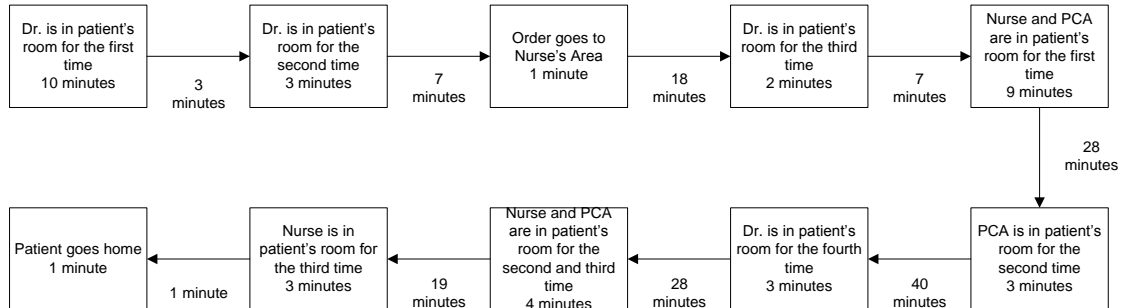 Dr. is in patient's
room for the first
time
10 minutes
3
minutes
Dr. is in patient's
room for the
second time
3 minutes
7
minutes
Order goes to
Nurse's Area
1 minute
18
minutes
Dr. is in patient's
room for the third
time
2 minutes
7
minutes
Nurse and PCA
are in patient's
room for the first
time
9 minutes
28
minutes
PCA is in patient's
room for the
second time
3 minutes
40
minutes
Dr. is in patient's
room for the fourth
time
3 minutes
28
minutes
Nurse and PCA
are in patient's
room for the
second and third
time
4 minutes
19
minutes
Nurse is in
patient's room for
the third time
3 minutes
1 minute
Patient goes home
1 minute